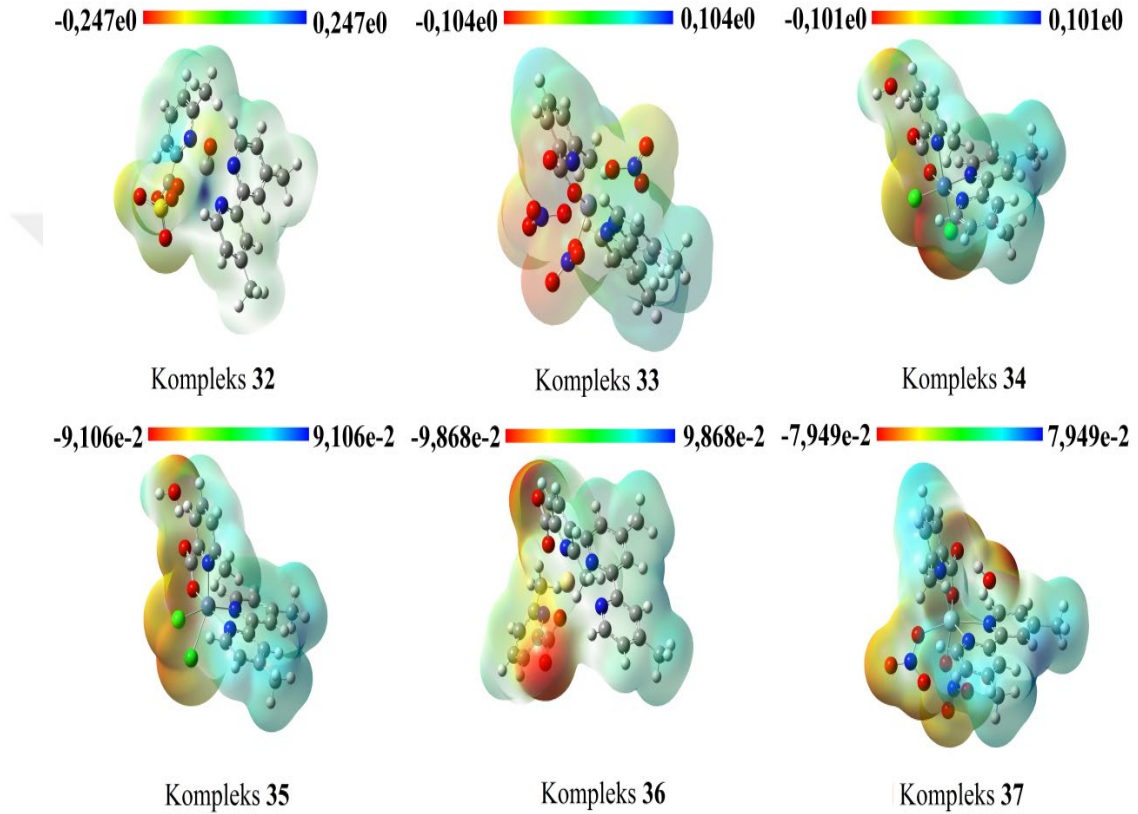 -0,247e0 0,247e0 -0,104e0 0,104e0 -0,101e0 0,101e0
Kompleks 32 Kompleks 33 Kompleks 34
-9,106e-2 9,106e-2 -9,868e-2 9,868e-2 -7,949e-2 7,949e-2
Kompleks 35 Kompleks 36 Kompleks 37